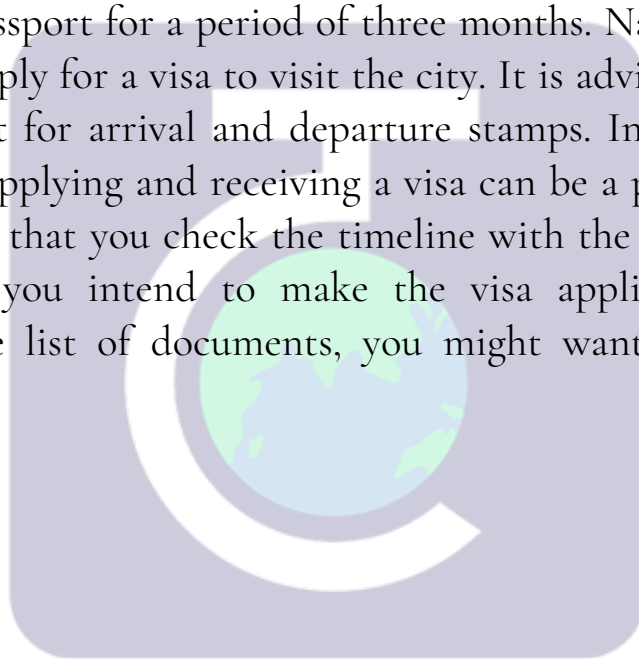 ssport for a period of three months. Na
ply for a visa to visit the city. It is advi
t for arrival and departure stamps. In
pplying and receiving a visa can be a p
that you check the timeline with the
you intend to make the visa appli
e list of documents, you might want